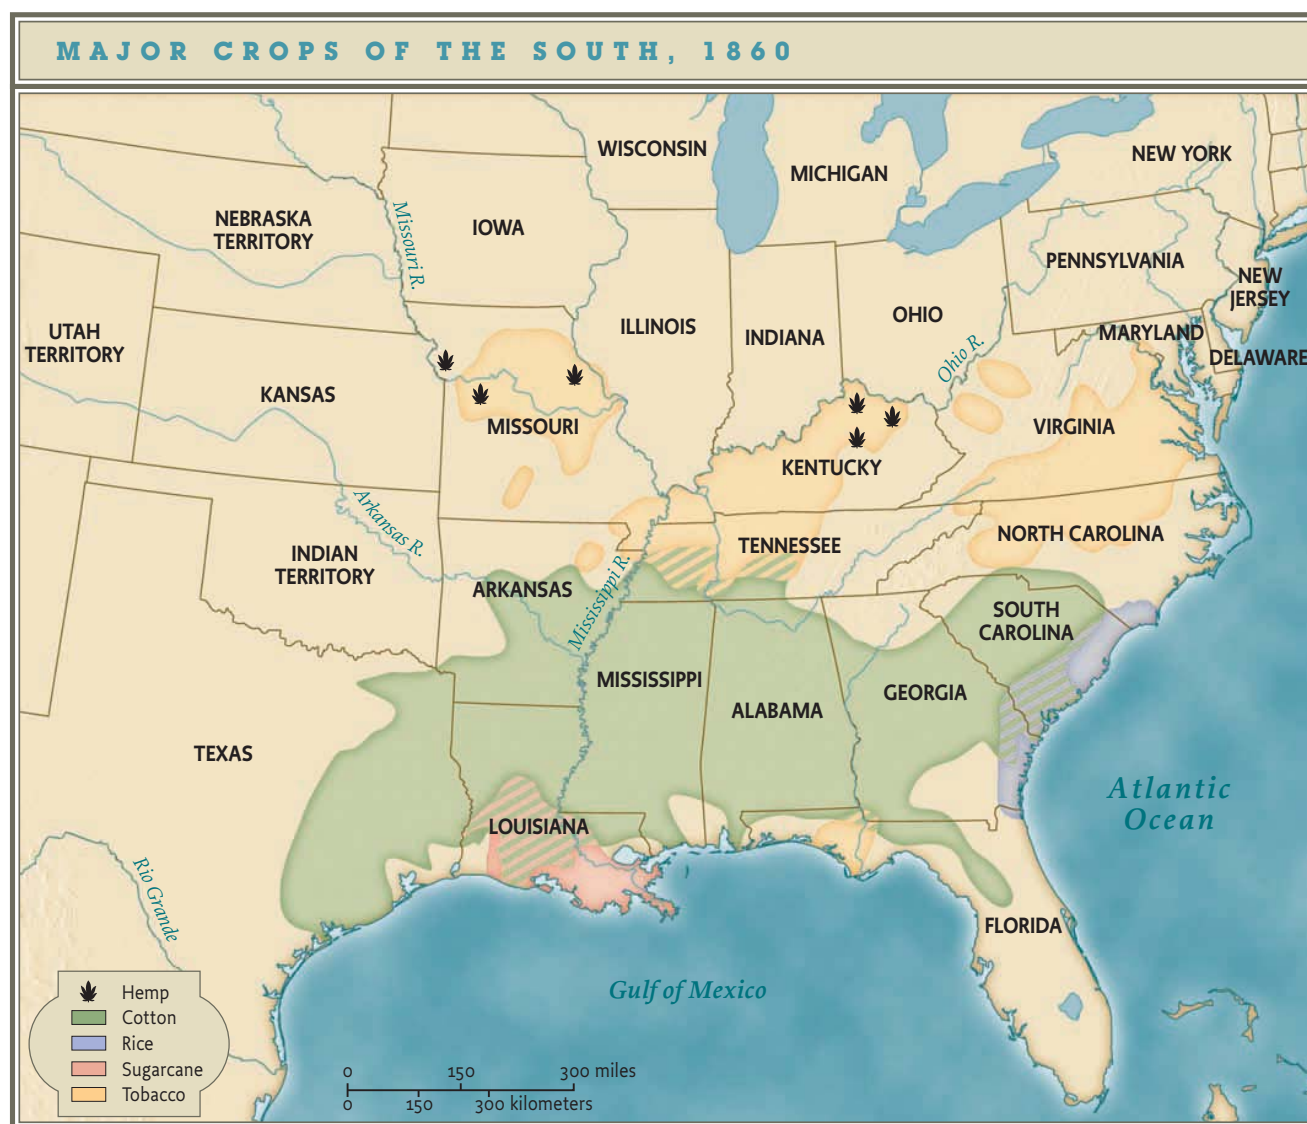 MAJOR CROPS OF THE SOUTH, 1860
WISCONSIN
MICHIGAN
NEW YORK
NEBRASKA
TERRITORY
Missouri R.
IOWA
PENNSYLVANIA
NEW
JERSEY
UTAH
TERRITORY
ILLINOIS
INDIANA
OHIO
Ohio R.
MARYLAND
DELAWARE
KANSAS
MISSOURI
VIRGINIA
KENTUCKY
Arkansas R.
INDIAN
TERRITORY
TENNESSEE
NORTH CAROLINA
ARKANSAS
Mississippi R.
SOUTH
CAROLINA
MISSISSIPPI
ALABAMA
GEORGIA
TEXAS
Atlantic
Ocean
LOUISIANA
Rio Grande
FLORIDA
Gulf of Mexico
Hemp
Cotton
Rice
Sugarcane
Tobacco
0 150 300 miles
0 150 300 kilometers